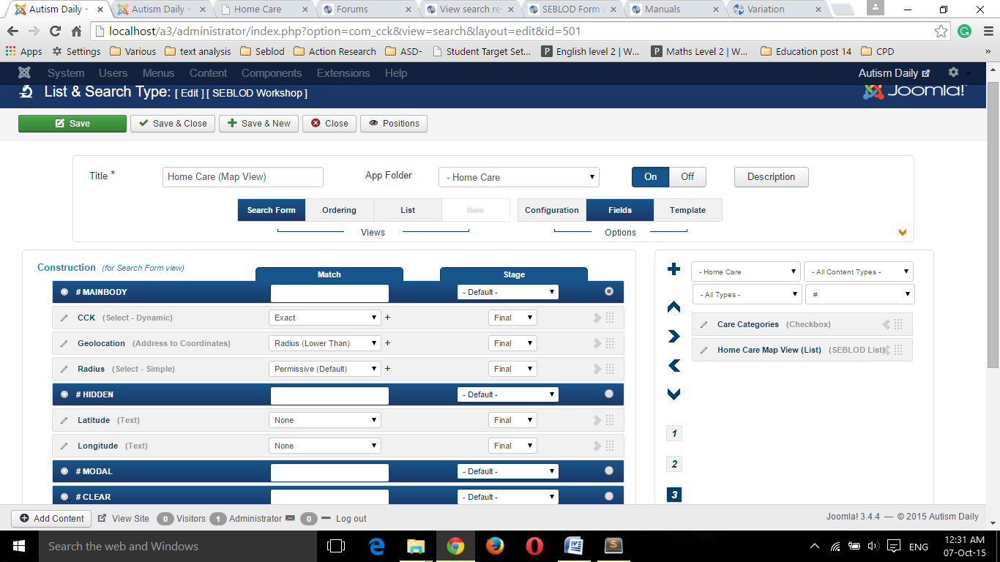 Autism Daily - Autism Daily - Home Care Forums View search re SEBLOD Form Manuals Variation
localhost/a3/administrator/index.php?option=com_cck&view=search&layout=edit&id=501
Apps Settings Various text analysis Seblod Action Research ASD- Student Target Set... English level 2 | W... Maths Level 2 | W... Education post 14 CPD »
System Users Menus Content Components Extensions Help Autism Daily
List & Search Type: [ Edit ] [ SEBLOD Workshop ] Joomla!
Save Save & Close Save & New Close Positions
Title * Home Care (Map View) App Folder - Home Care On Off Description
Search Form Ordering List Item Configuration Fields Template
Views Options
Construction (for Search Form view) Match Stage
- Home Care - All Content Types -
# MAINBODY - Default -
- All Types - #
CCK (Select - Dynamic) Exact + Final
Care Categories (Checkbox)
Geolocation (Address to Coordinates) Radius (Lower Than) + Final
Home Care Map View (List) (SEBLOD List)
Radius (Select - Simple) Permissive (Default) + Final
# HIDDEN - Default -
Latitude (Text) None Final
1
Longitude (Text) None Final
2
# MODAL - Default -
# CLEAR - Default -
3
Add Content View Site 0 Visitors 1 Administrator 0 Log out Joomla! 3.4.4 — © 2015 Autism Daily
Search the web and Windows ENG 12:31 AM
07-Oct-15